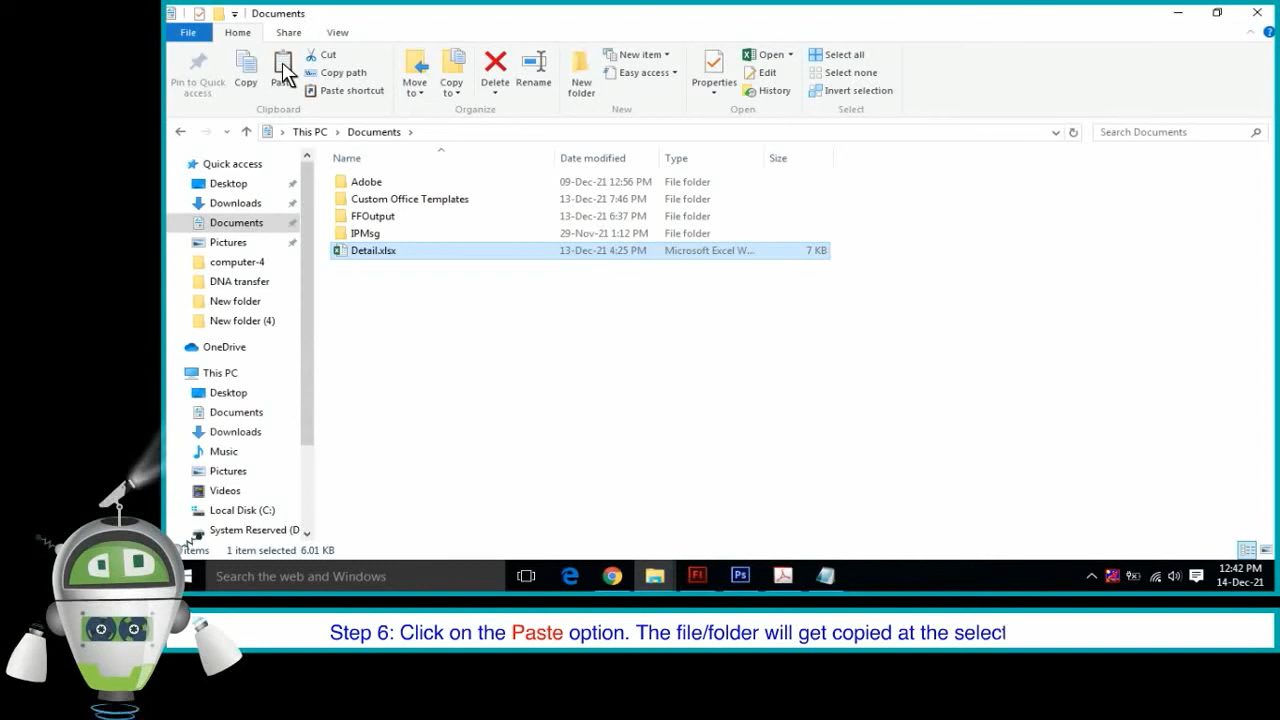 Documents
File
Home
Share
View
Pin to Quick
access
Copy
Cut
Copy path
Paste shortcut
Clipboard
Move
to
Copy
to
Delete
Rename
Organize
New
folder
New item
Easy access
New
Properties
Open
Edit
History
Open
Select all
Select none
Invert selection
Select
This PC
Documents
Search Documents
Name
Date modified
Type
Size
Adobe
09-Dec-21 12:56 PM
File folder
Custom Office Templates
13-Dec-21 7:46 PM
File folder
FFOutput
13-Dec-21 6:37 PM
File folder
IPMsg
29-Nov-21 1:12 PM
File folder
Detail.xlsx
13-Dec-21 4:25 PM
Microsoft Excel W...
7 KB
Quick access
Desktop
Downloads
Documents
Pictures
computer-4
DNA transfer
New folder
New folder (4)
OneDrive
This PC
Desktop
Documents
Downloads
Music
Pictures
Videos
Local Disk (C:)
System Reserved (D
items
1 item selected 6.01 KB
Search the web and Windows
12:42 PM
14-Dec-21
Step 6: Click on the Paste option. The file/folder will get copied at the select